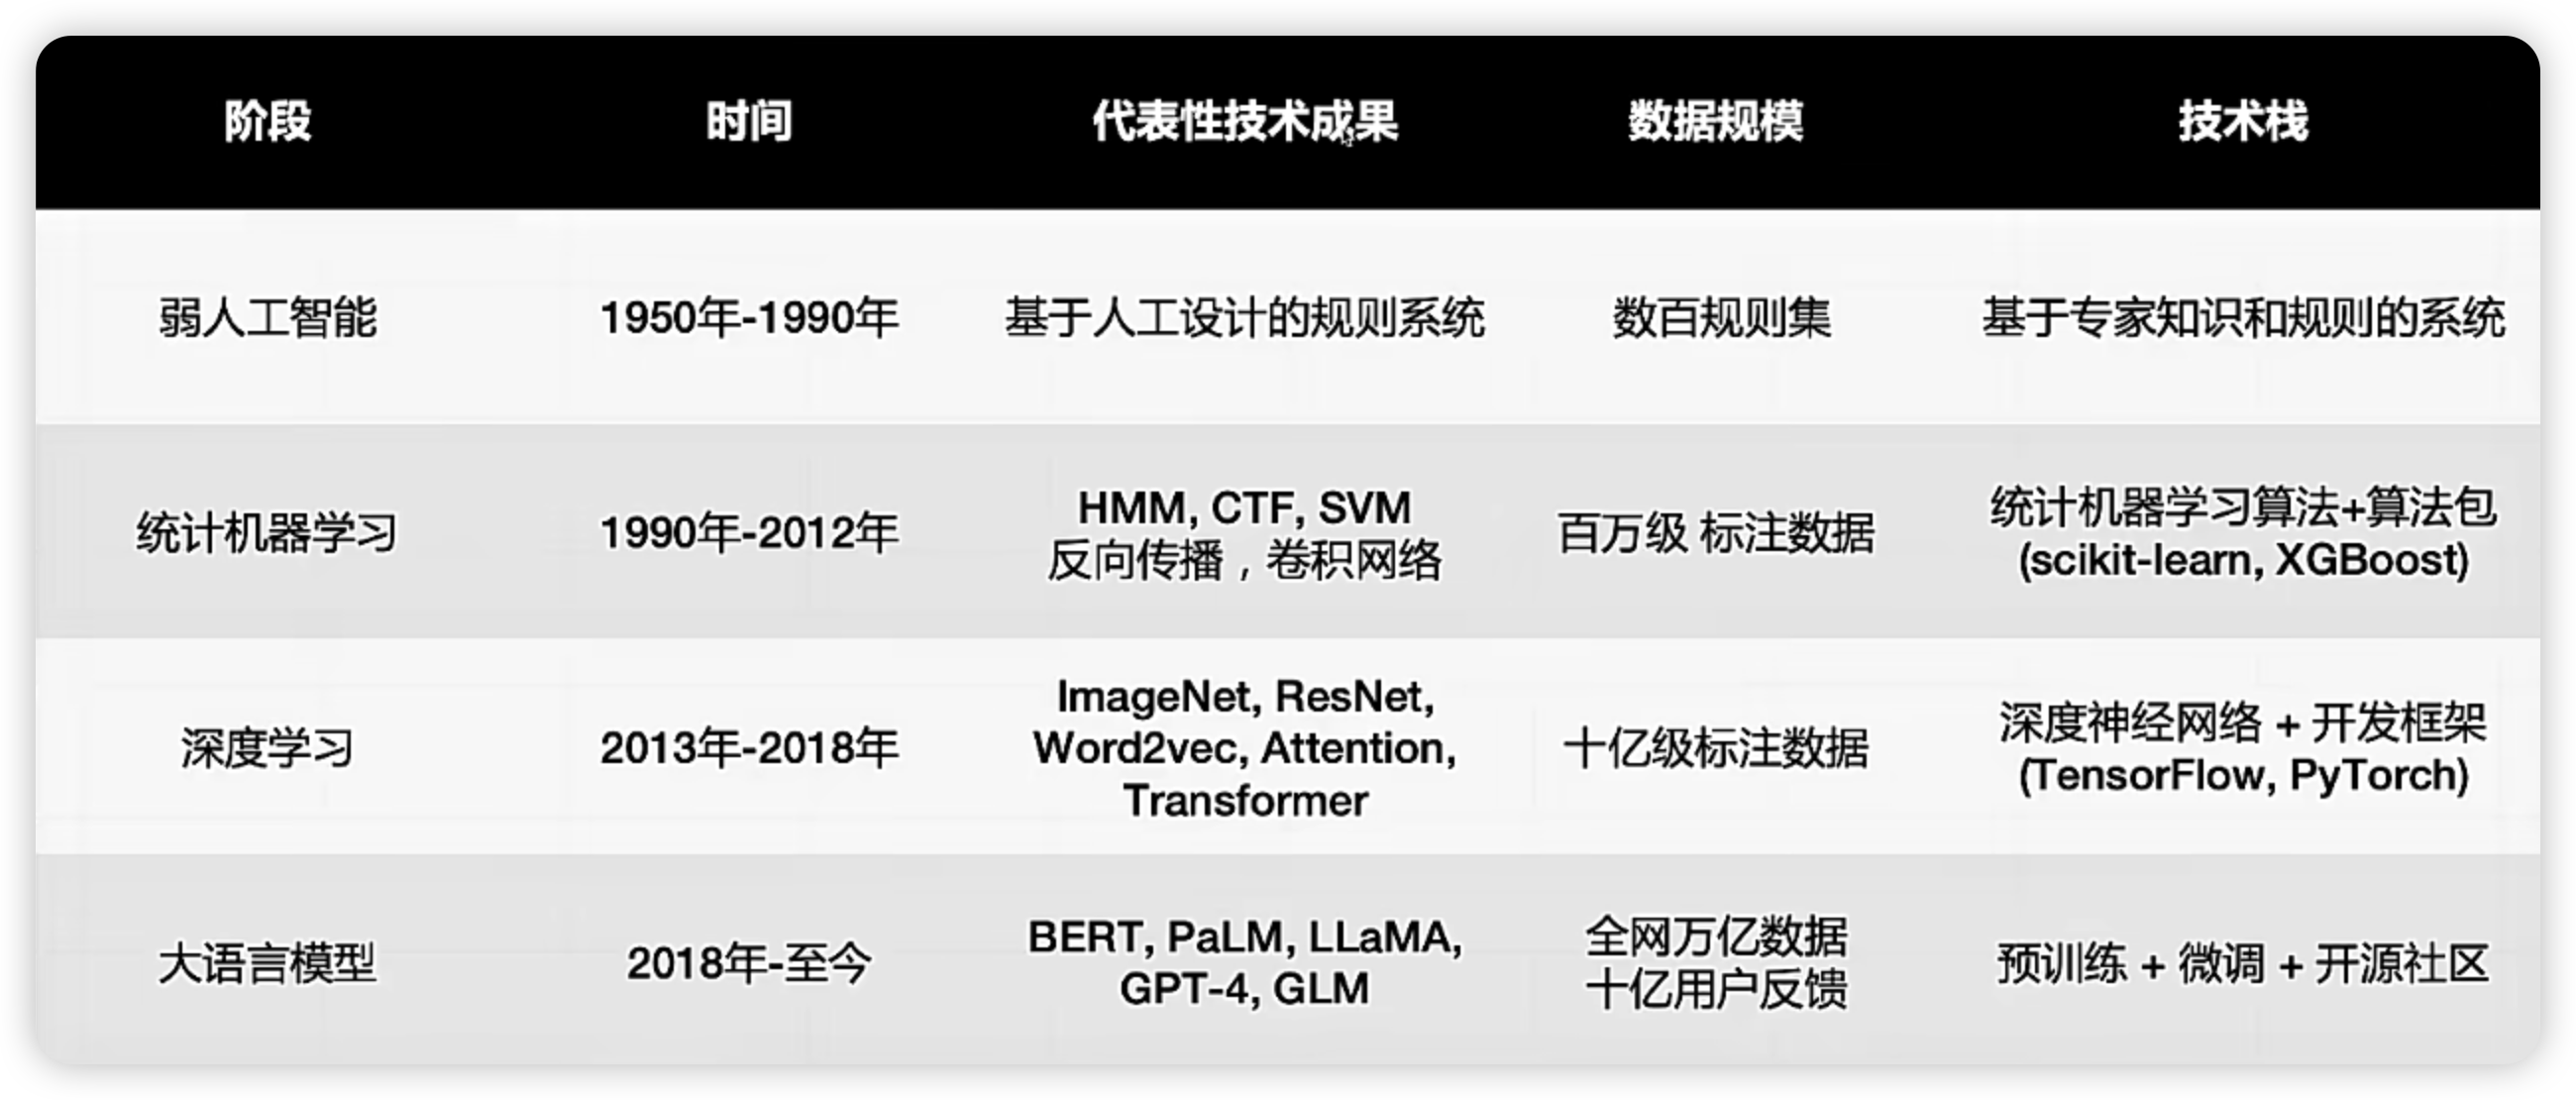 阶段 时间 代表性技术成果 数据规模 技术栈
弱人工智能 1950年-1990年 基于人工设计的规则系统 数百规则集 基于专家知识和规则的系统
统计机器学习 1990年-2012年
HMM, CTF, SVM
反向传播，卷积网络
百万级 标注数据
统计机器学习算法+算法包
(scikit-learn, XGBoost)
深度学习 2013年-2018年
ImageNet, ResNet,
Word2vec, Attention,
Transformer
十亿级标注数据
深度神经网络 + 开发框架
(TensorFlow, PyTorch)
大语言模型 2018年-至今
BERT, PaLM, LLaMA,
GPT-4, GLM
全网万亿数据
十亿用户反馈
预训练 + 微调 + 开源社区